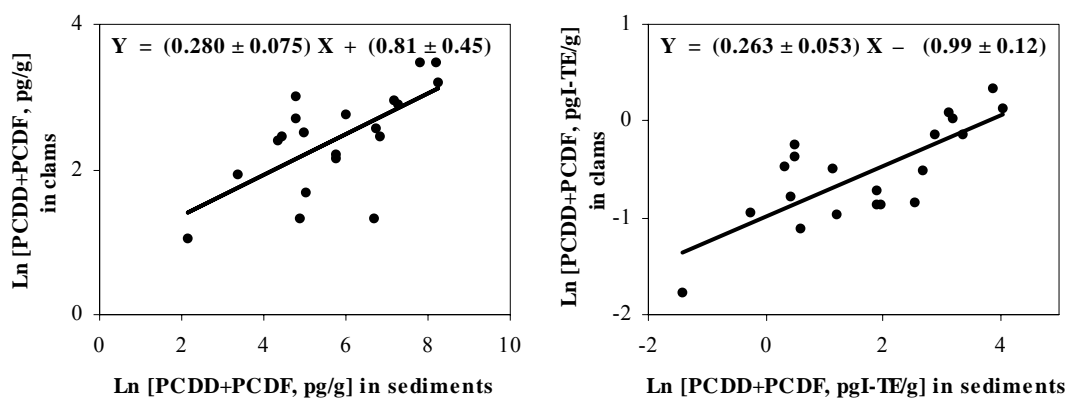 Y = (0.280 ± 0.075) X + (0.81 ± 0.45)
Ln [PCDD+PCDF, pg/g]
in clams
4
2
0
0 2 4 6 8 10
Ln [PCDD+PCDF, pg/g] in sediments
Y = (0.263 ± 0.053) X − (0.99 ± 0.12)
Ln [PCDD+PCDF, pgI-TE/g]
in clams
1
0
-1
-2
-2 0 2 4
Ln [PCDD+PCDF, pgI-TE/g] in sediments